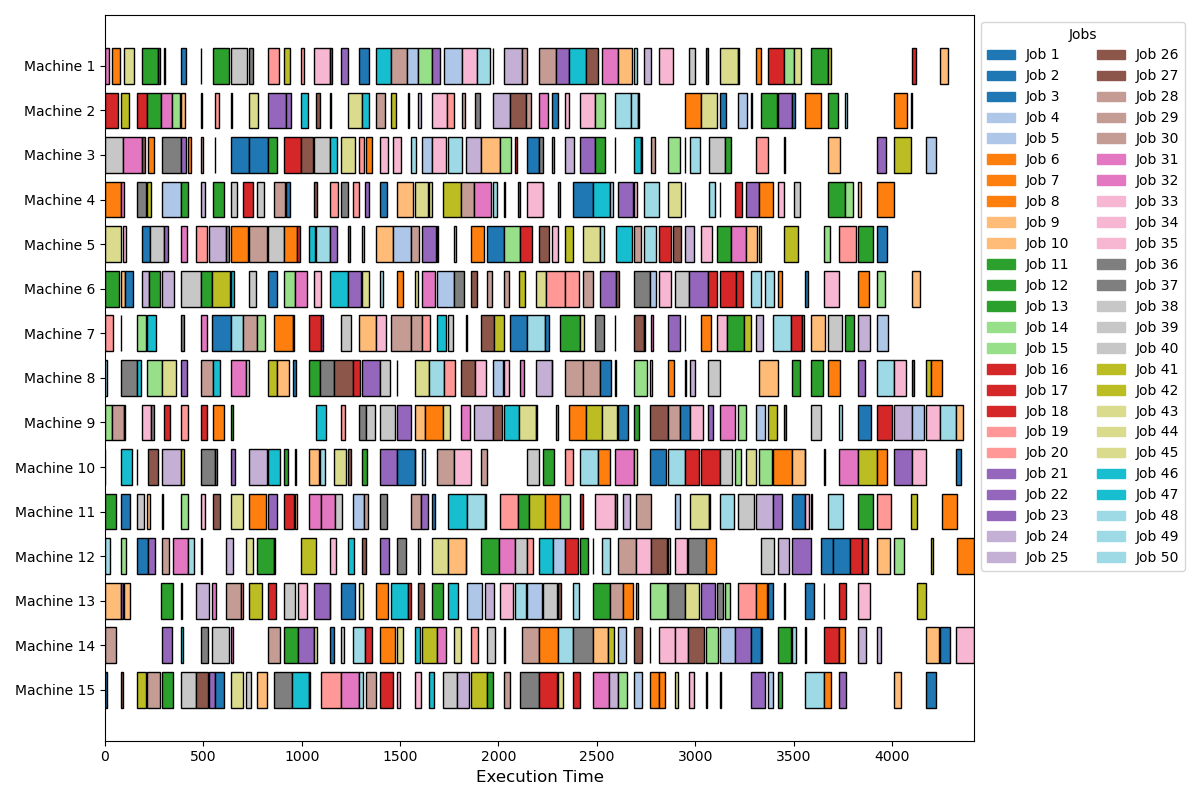 Machine 1
Machine 2
Machine 3
Machine 4
Machine 5
Machine 6
Machine 7
Machine 8
Machine 9
Machine 10
Machine 11
Machine 12
Machine 13
Machine 14
Machine 15
0 500 1000 1500 2000 2500 3000 3500 4000
Execution Time
Jobs
Job 1 Job 26
Job 2 Job 27
Job 3 Job 28
Job 4 Job 29
Job 5 Job 30
Job 6 Job 31
Job 7 Job 32
Job 8 Job 33
Job 9 Job 34
Job 10 Job 35
Job 11 Job 36
Job 12 Job 37
Job 13 Job 38
Job 14 Job 39
Job 15 Job 40
Job 16 Job 41
Job 17 Job 42
Job 18 Job 43
Job 19 Job 44
Job 20 Job 45
Job 21 Job 46
Job 22 Job 47
Job 23 Job 48
Job 24 Job 49
Job 25 Job 50